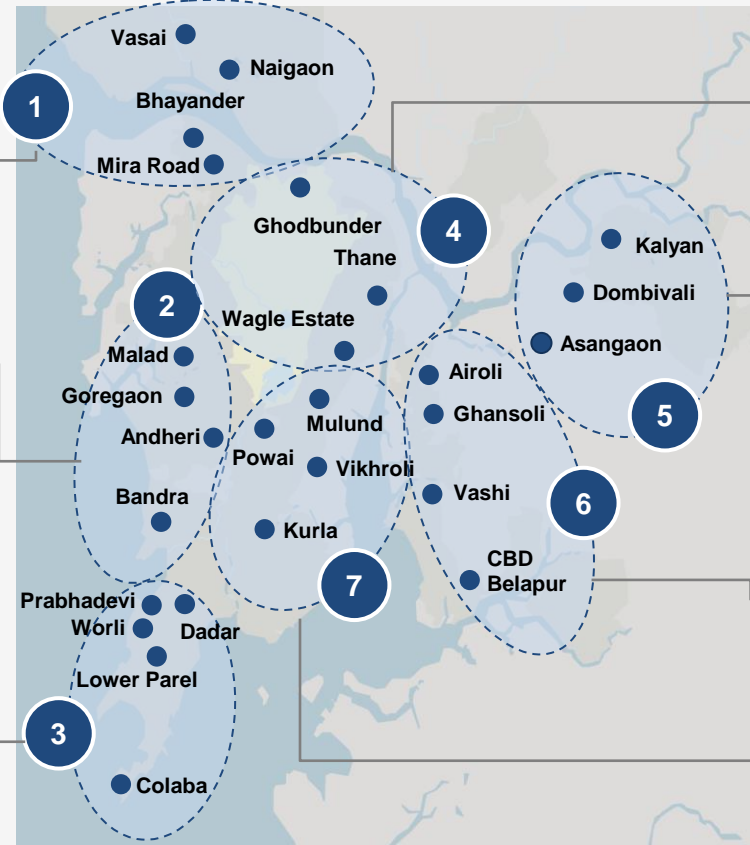 Vasai
Naigaon
1
Bhayander
Mira Road
Ghodbunder
4
Thane
Kalyan
Dombivali
Asangaon
5
2
Wagle Estate
Malad
Goregaon
Andheri
Bandra
Airoli
Ghansoli
Vashi
6
CBD
Belapur
Mulund
Powai
Vikhroli
Kurla
7
Prabhadevi
Worli
Dadar
Lower Parel
3
Colaba